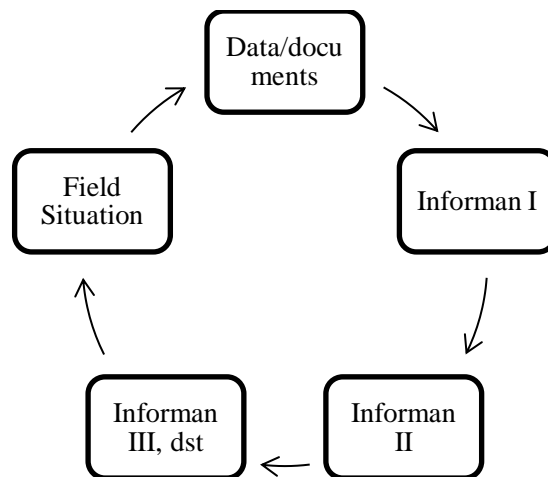 Data/docu
ments
Informan I
Informan
II
Informan
III, dst
Field
Situation